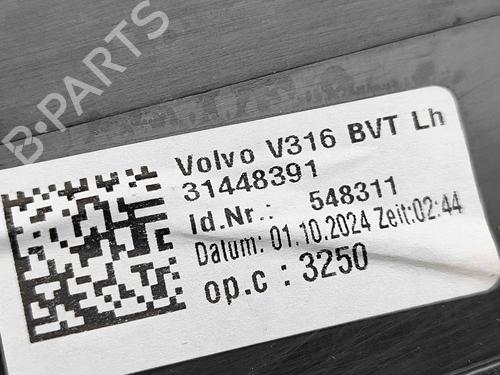 B-PARTS
Volvo V316 BVT Lh
31448391
Id.Nr.: 548311
Datum: 01.10.2024 Zeit:02:44
op.c : 3250